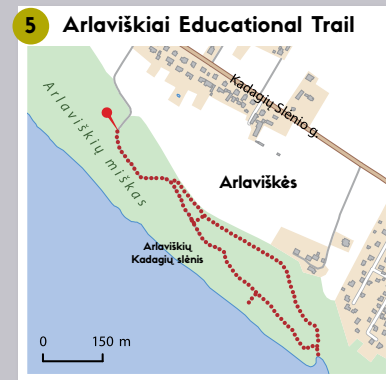 5 Arlaviškiai Educational Trail
Kadagių Slėnio g.
Arlaviškių miškas
Arlaviškės
Arlaviškių
Kadagių slėnis
0 150 m